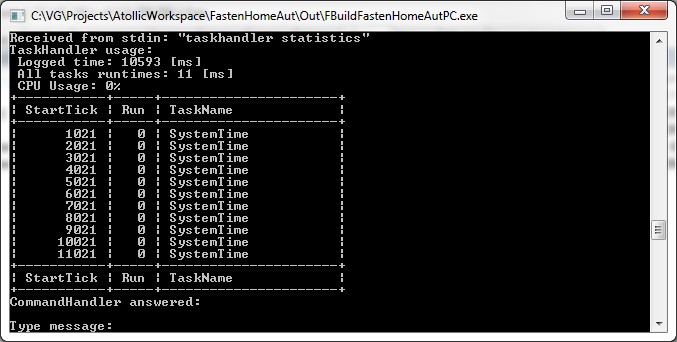 C:\VG\Projects\AtollicWorkspace\FastenHomeAut\Out\FBuildFastenHomeAutPC.exe
Received from stdin: "taskhandler statistics"
TaskHandler usage:
 Logged time: 10593 [ms]
 All tasks runtimes: 11 [ms]
 CPU Usage: 0%
+-----------+-----+----------------------+
¦ StartTick ¦ Run ¦ TaskName             ¦
+-----------+-----+----------------------+
¦      1021 ¦   0 ¦ SystemTime           ¦
¦      2021 ¦   0 ¦ SystemTime           ¦
¦      3021 ¦   0 ¦ SystemTime           ¦
¦      4021 ¦   0 ¦ SystemTime           ¦
¦      5021 ¦   0 ¦ SystemTime           ¦
¦      6021 ¦   0 ¦ SystemTime           ¦
¦      7021 ¦   0 ¦ SystemTime           ¦
¦      8021 ¦   0 ¦ SystemTime           ¦
¦      9021 ¦   0 ¦ SystemTime           ¦
¦     10021 ¦   0 ¦ SystemTime           ¦
¦     11021 ¦   0 ¦ SystemTime           ¦
+-----------+-----+----------------------+
¦ StartTick ¦ Run ¦ TaskName             ¦
+-----------+-----+----------------------+
CommandHandler answered:
Type message: